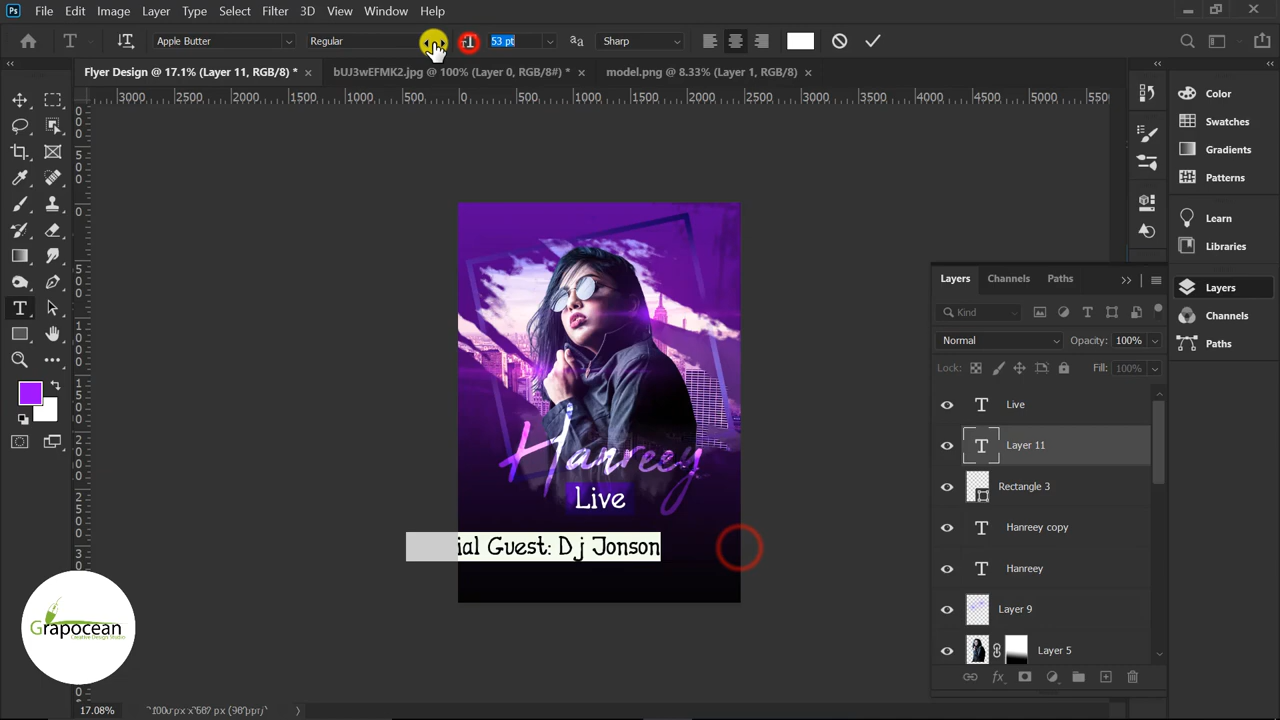 Ps File Edit Image Layer Type Select Filter 3D View Window Help
Apple Butter Regular 53 pt Sharp
Flyer Design @ 17.1% (Layer 11, RGB/8) * × bUJ3wEFMK2.jpg @ 100% (Layer 0, RGB/8#) * × model.png @ 8.33% (Layer 1, RGB/8) ×
3000 2500 2000 1500 1000 500 0 500 1000 1500 2000 2500 3000 3500 4000 4500 5000 550
Color
Swatches
Gradients
Patterns
Learn
Libraries
Layers
Channels
Paths
Layers Channels Paths
Kind
Normal Opacity: 100%
Lock: Fill: 100%
Live
Layer 11
Rectangle 3
Hanreey copy
Hanreey
Layer 9
Layer 5
Hanreey
Live
ial Guest: Dj Jonson
Grapocean
Creative Design Studio
17.08%